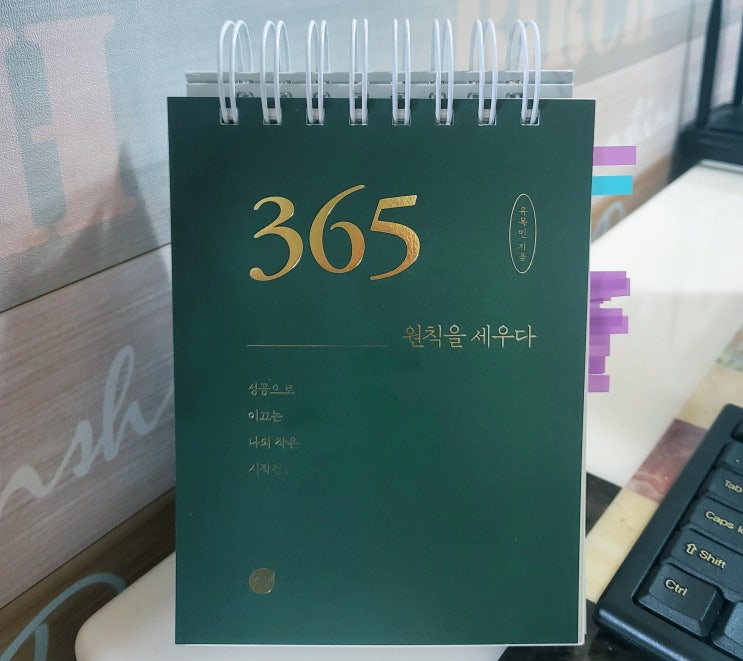 365
유목민 지음
원칙을 세우다
성공으로
이끄는
나의 작은
시작점.
Tab
Caps
Shift
Ctrl